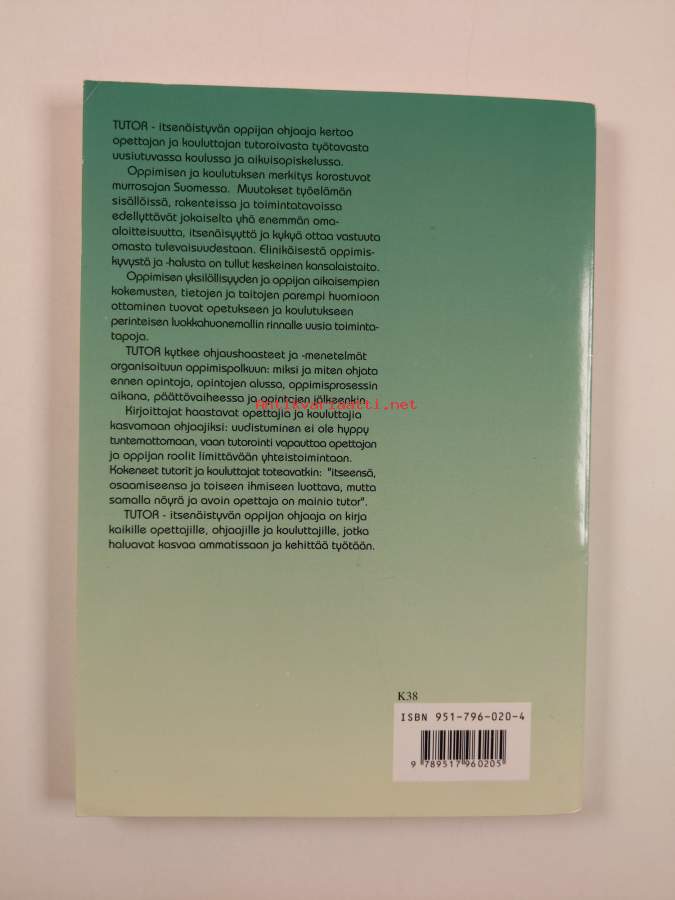 TUTOR - itsenäistyvän oppijan ohjaaja kertoo
opettajan ja kouluttajan tutoroivasta työtavasta
uusiutuvassa koulussa ja aikuisopiskelussa.
Oppimisen ja koulutuksen merkitys korostuvat
murrosajan Suomessa. Muutokset työelämän
sisällöissä, rakenteissa ja toimintatavoissa
edellyttävät jokaiselta yhä enemmän oma-
aloitteisuutta, itsenäisyyttä ja kykyä ottaa vastuuta
omasta tulevaisuudestaan. Elinikäisestä oppimis-
kyvystä ja -halusta on tullut keskeinen kansalaistaito.
Oppimisen yksilöllisyyden ja oppijan aikaisempien
kokemusten, tietojen ja taitojen parempi huomioon
ottaminen tuovat opetukseen ja koulutukseen
perinteisen luokkahuonemallin rinnalle uusia toiminta-
tapoja.
TUTOR kytkee ohjaushaasteet ja -menetelmät
organisoituun oppimispolkuun: miksi ja miten ohjata
ennen opintoja, opintojen alussa, oppimisprosessin
aikana, päättövaiheessa ja opintojen jälkeenkin.
Antikvariaatti.net
Kirjoittajat haastavat opettajia ja kouluttajia
kasvamaan ohjaajiksi: uudistuminen ei ole hyppy
tuntemattomaan, vaan tutorointi vapauttaa opettajan
ja oppijan roolit limittävään yhteistoimintaan.
Kokeneet tutorit ja kouluttajat toteavatkin: "itseensä,
osaamiseensa ja toiseen ihmiseen luottava, mutta
samalla nöyrä ja avoin opettaja on mainio tutor".
TUTOR - itsenäistyvän oppijan ohjaaja on kirja
kaikille opettajille, ohjaajille ja kouluttajille, jotka
haluavat kasvaa ammatissaan ja kehittää työtään.
K38
ISBN 951-796-020-4
9 789517 960205